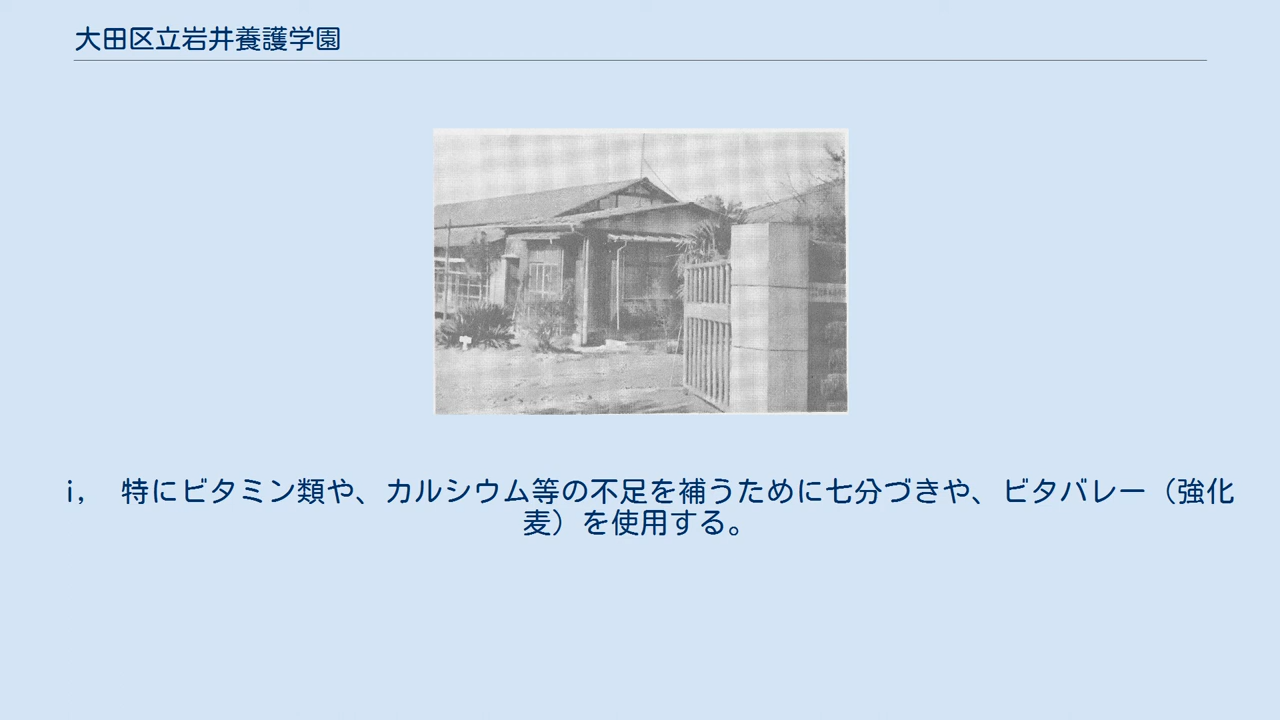 大田区立岩井養護学園
i,　特にビタミン類や、カルシウム等の不足を補うために七分づきや、ビタバレー（強化
麦）を使用する。